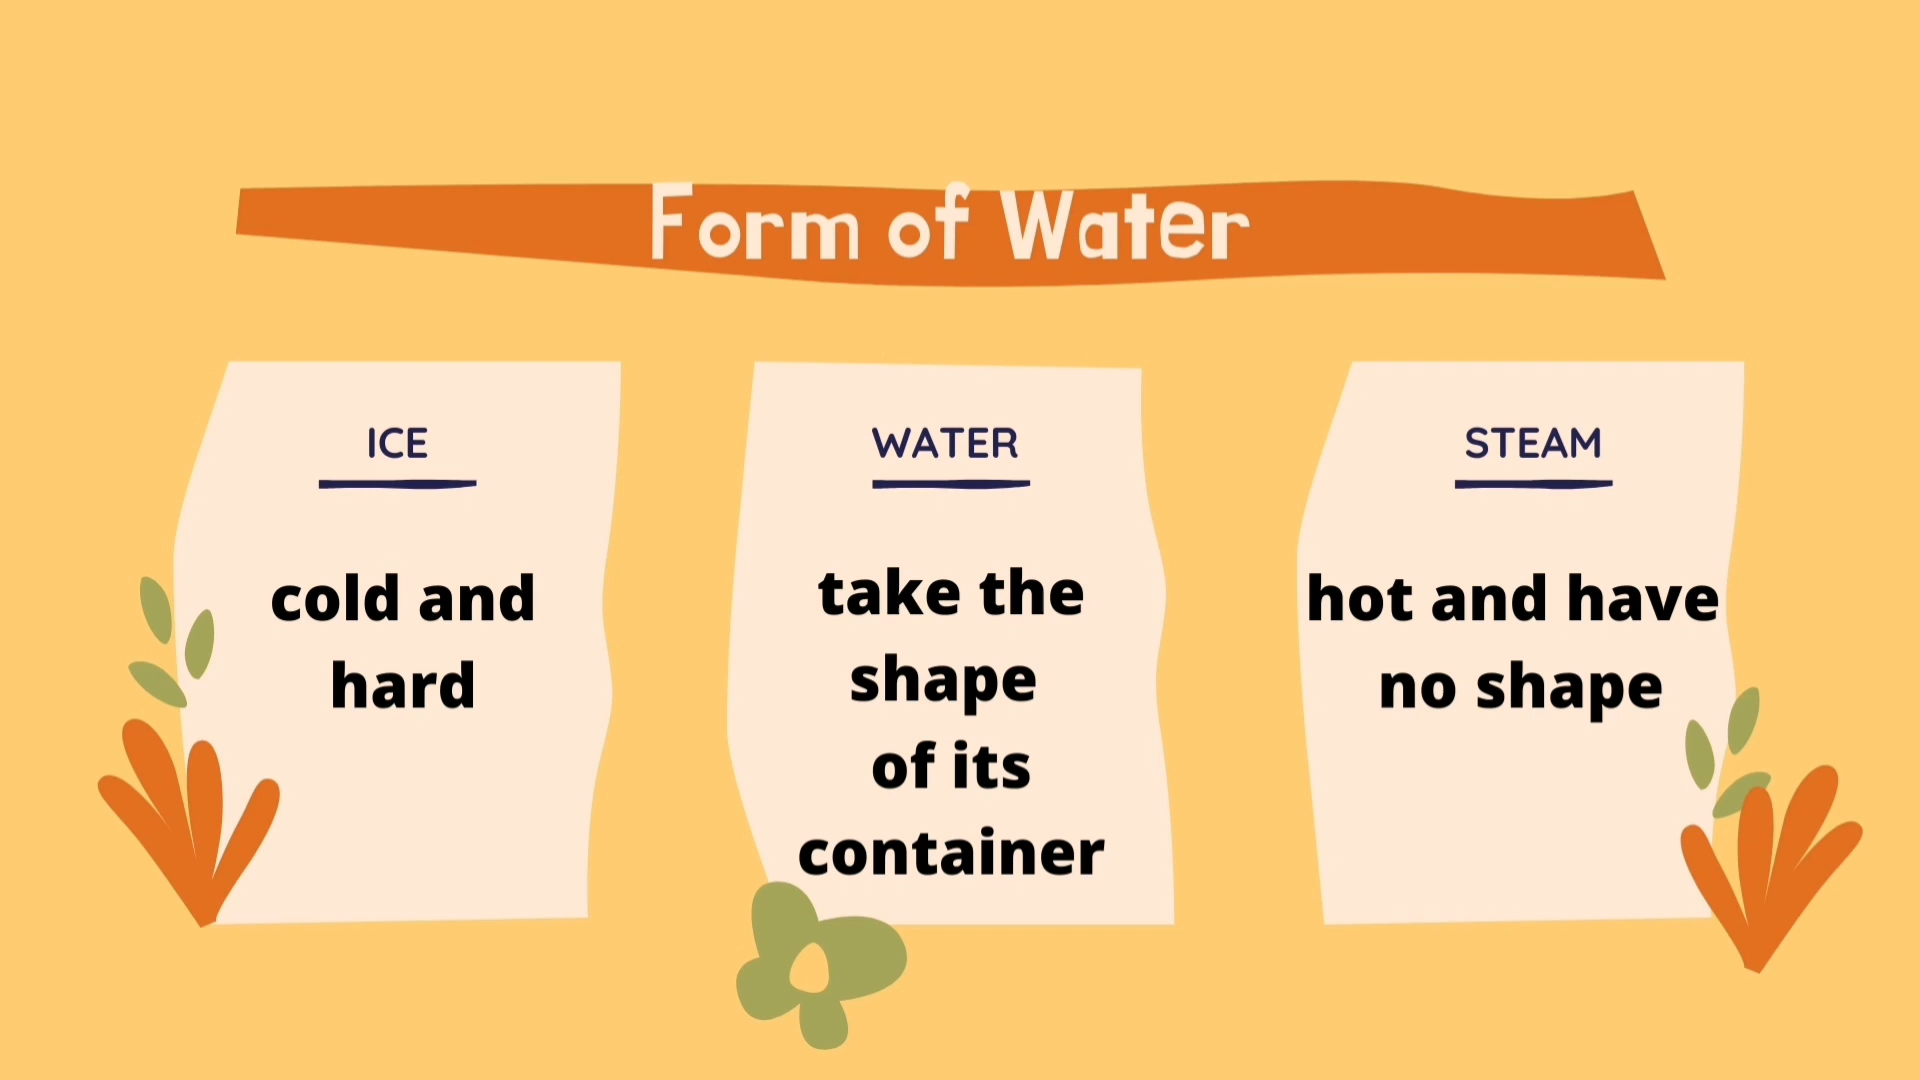 Form of Water
ICE
cold and
hard
WATER
take the
shape
of its
container
STEAM
hot and have
no shape